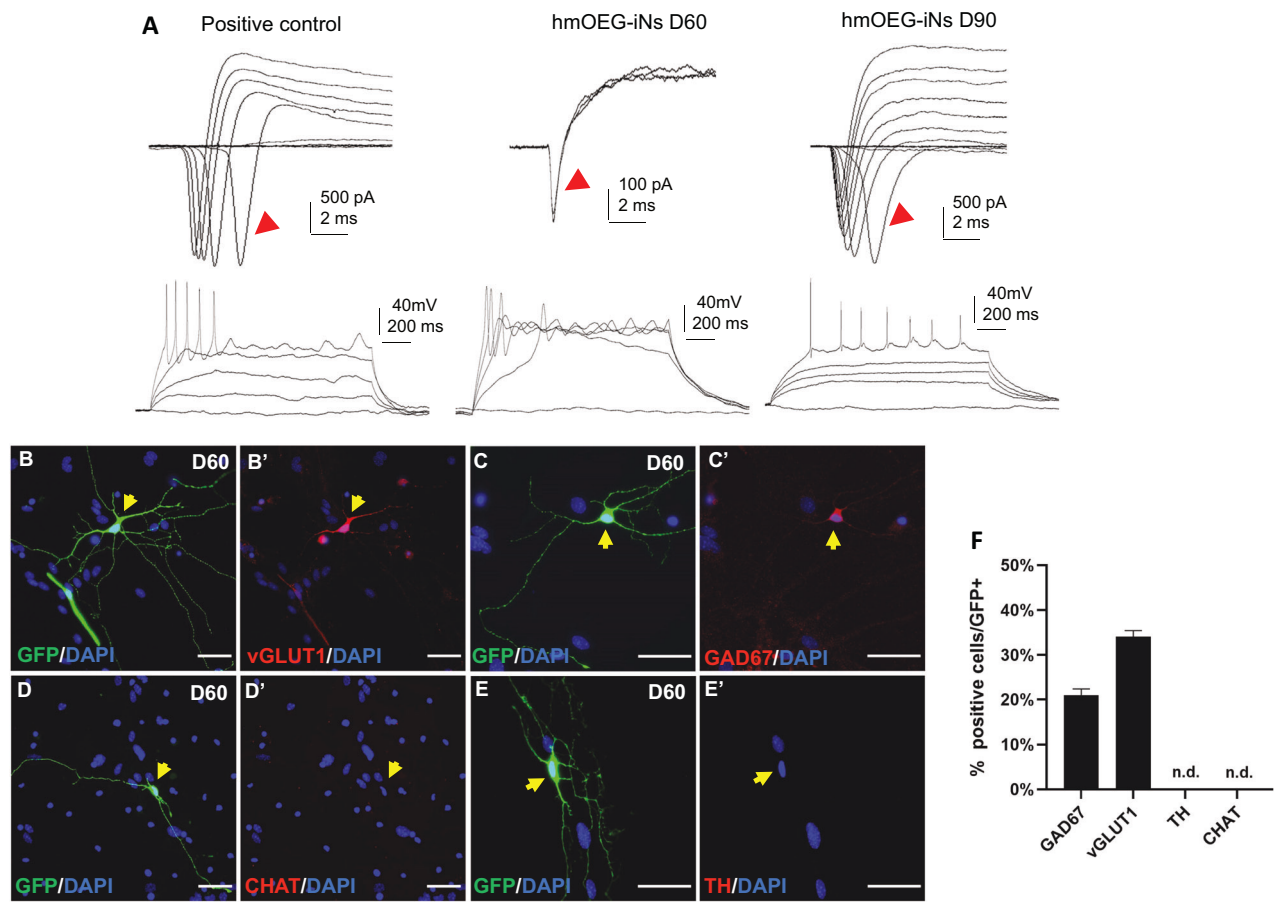 A
Positive control
hmOEG-iNs D60
hmOEG-iNs D90
500 pA
2 ms
100 pA
2 ms
500 pA
2 ms
40mV
200 ms
40mV
200 ms
40mV
200 ms
B
D60
GFP/DAPI
B'
vGLUT1/DAPI
C
D60
GFP/DAPI
C'
GAD67/DAPI
D
D60
GFP/DAPI
D'
CHAT/DAPI
E
D60
GFP/DAPI
E'
TH/DAPI
F
% positive cells/GFP+
50%
40%
30%
20%
10%
0%
n.d.
n.d.
GAD67
vGLUT1
TH
CHAT